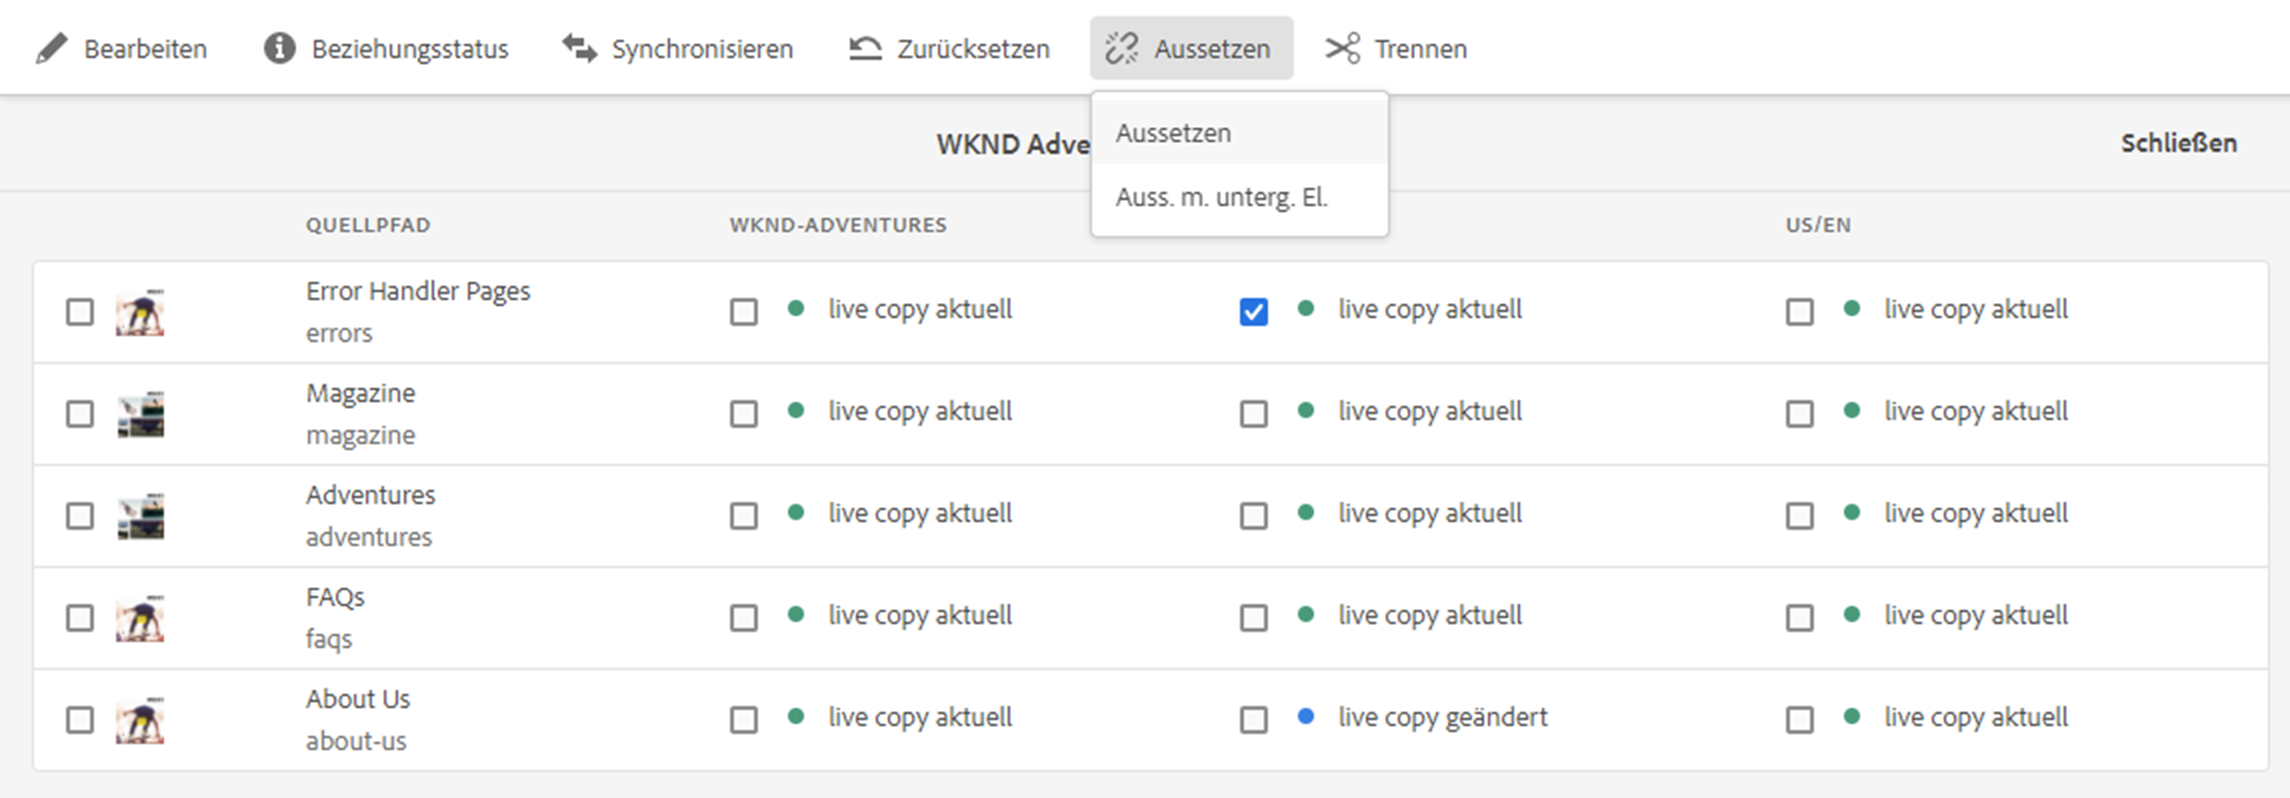 Bearbeiten Beziehungsstatus Synchronisieren Zurücksetzen Aussetzen Trennen
Aussetzen
Auss. m. unterg. El.
WKND Adve
Schließen
QUELLPFAD WKND-ADVENTURES US/EN
Error Handler Pages
errors
live copy aktuell live copy aktuell live copy aktuell
Magazine
magazine
live copy aktuell live copy aktuell live copy aktuell
Adventures
adventures
live copy aktuell live copy aktuell live copy aktuell
FAQs
faqs
live copy aktuell live copy aktuell live copy aktuell
About Us
about-us
live copy aktuell live copy geändert live copy aktuell